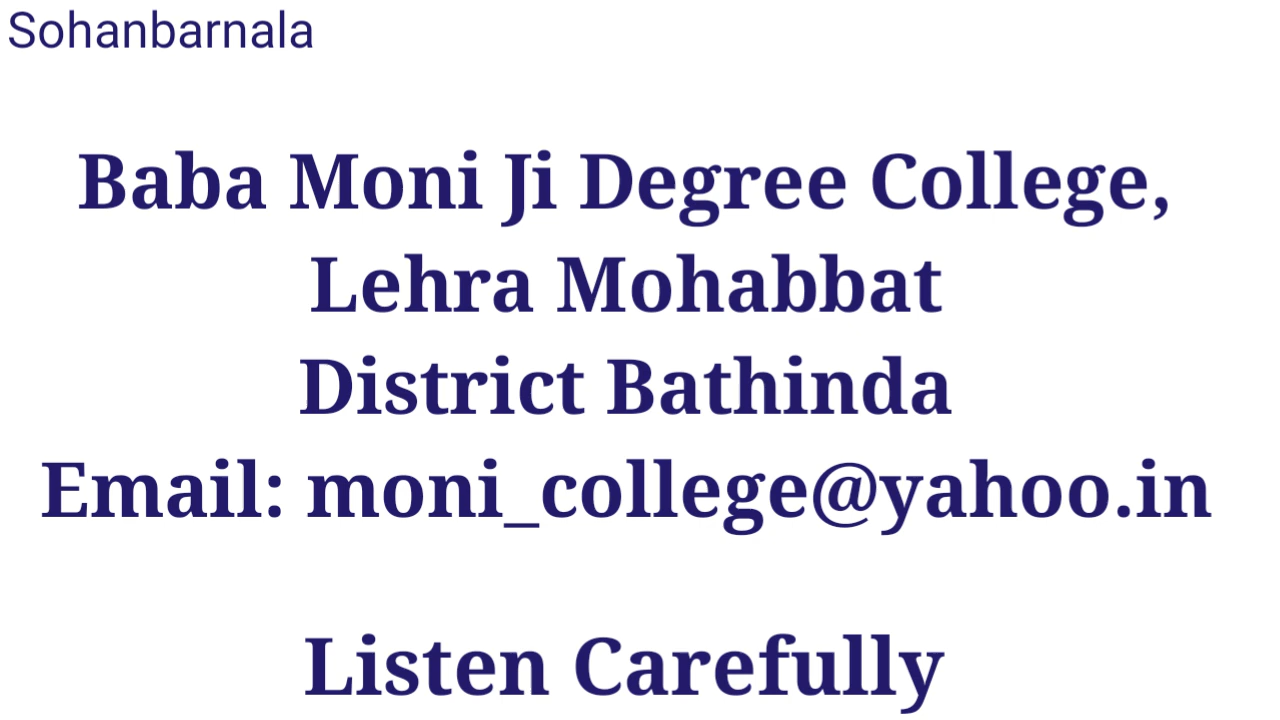 Sohanbarnala
Baba Moni Ji Degree College,
Lehra Mohabbat
District Bathinda
Email: moni_college@yahoo.in
Listen Carefully